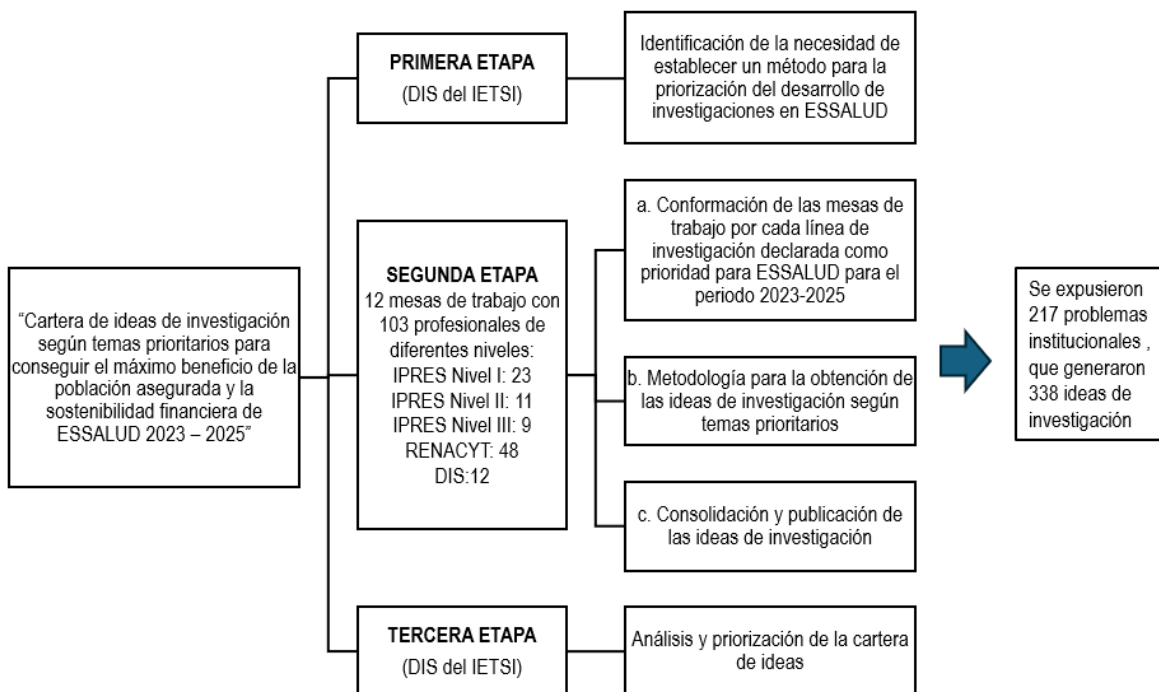 “Cartera de ideas de investigación
según temas prioritarios para
conseguir el máximo beneficio de la
población asegurada y la
sostenibilidad financiera de
ESSALUD 2023 – 2025”
PRIMERA ETAPA
(DIS del IETSI)
Identificación de la necesidad de
establecer un método para la
priorización del desarrollo de
investigaciones en ESSALUD
SEGUNDA ETAPA
12 mesas de trabajo con
103 profesionales de
diferentes niveles:
IPRES Nivel I: 23
IPRES Nivel II: 11
IPRES Nivel III: 9
RENACYT: 48
DIS:12
a. Conformación de las mesas de
trabajo por cada línea de
investigación declarada como
prioridad para ESSALUD para el
periodo 2023-2025
b. Metodología para la obtención de
las ideas de investigación según
temas prioritarios
c. Consolidación y publicación de
las ideas de investigación
Se expusieron
217 problemas
institucionales ,
que generaron
338 ideas de
investigación
TERCERA ETAPA
(DIS del IETSI)
Análisis y priorización de la cartera
de ideas